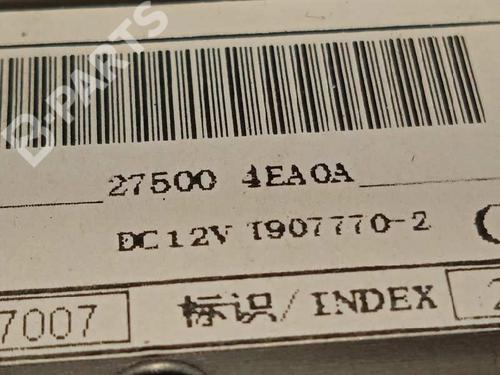 B-PARTS
27500 4EA0A
DC12V T907770-2
7007 标识/INDEX